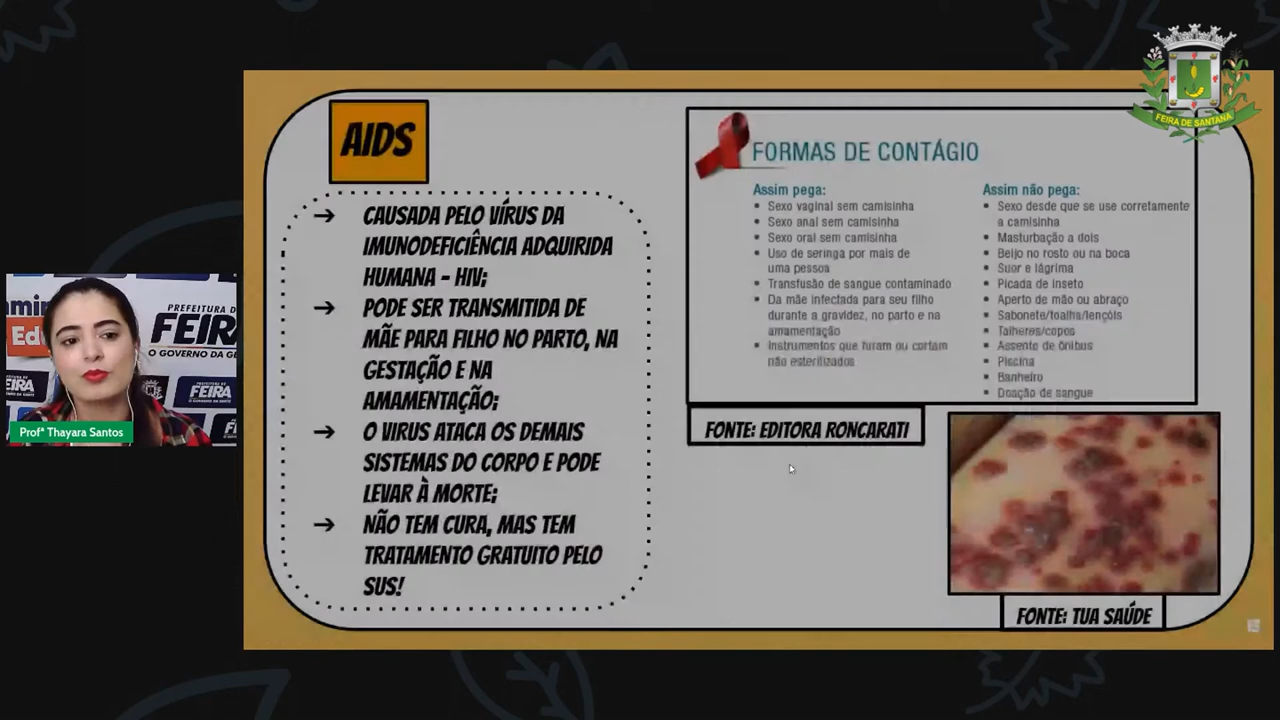 FEIRA DE SANTANA
AIDS
→ CAUSADA PELO VÍRUS DA
IMUNODEFICIÊNCIA ADQUIRIDA
HUMANA - HIV;
→ PODE SER TRANSMITIDA DE
MÃE PARA FILHO NO PARTO, NA
GESTAÇÃO E NA
AMAMENTAÇÃO;
→ O VIRUS ATACA OS DEMAIS
SISTEMAS DO CORPO E PODE
LEVAR À MORTE;
→ NÃO TEM CURA, MAS TEM
TRATAMENTO GRATUITO PELO
SUS!
FORMAS DE CONTÁGIO
Assim pega:
• Sexo vaginal sem camisinha
• Sexo anal sem camisinha
• Sexo oral sem camisinha
• Uso de seringa por mais de
uma pessoa
• Transfusão de sangue contaminado
• Da mãe infectada para seu filho
durante a gravidez, no parto e na
amamentação
• Instrumentos que furam ou cortam
não esterilizados
Assim não pega:
• Sexo desde que se use corretamente
a camisinha
• Masturbação a dois
• Beijo no rosto ou na boca
• Suor e lágrima
• Picada de inseto
• Aperto de mão ou abraço
• Sabonete/toalha/lençóis
• Talheres/copos
• Assento de ônibus
• Piscina
• Banheiro
• Doação de sangue
FONTE: EDITORA RONCARATI
FONTE: TUA SAÚDE
PREFEITURA
FEIRA
O GOVERNO DA GE
Edu
EIRA
PREFEITURA DE
FEIRA
Profª Thayara Santos